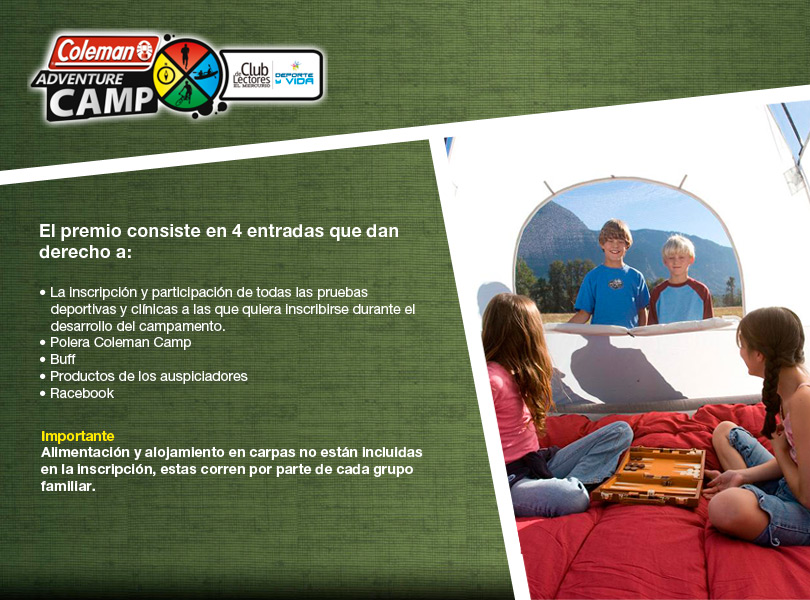 Coleman
ADVENTURE
CAMP
Club
de
Lectores
EL MERCURIO
DEPORTE
VIDA
El premio consiste en 4 entradas que dan
derecho a:
• La inscripción y participación de todas las pruebas
deportivas y clínicas a las que quiera inscribirse durante el
desarrollo del campamento.
• Polera Coleman Camp
• Buff
• Productos de los auspiciadores
• Racebook
Importante
Alimentación y alojamiento en carpas no están incluidas
en la inscripción, estas corren por parte de cada grupo
familiar.